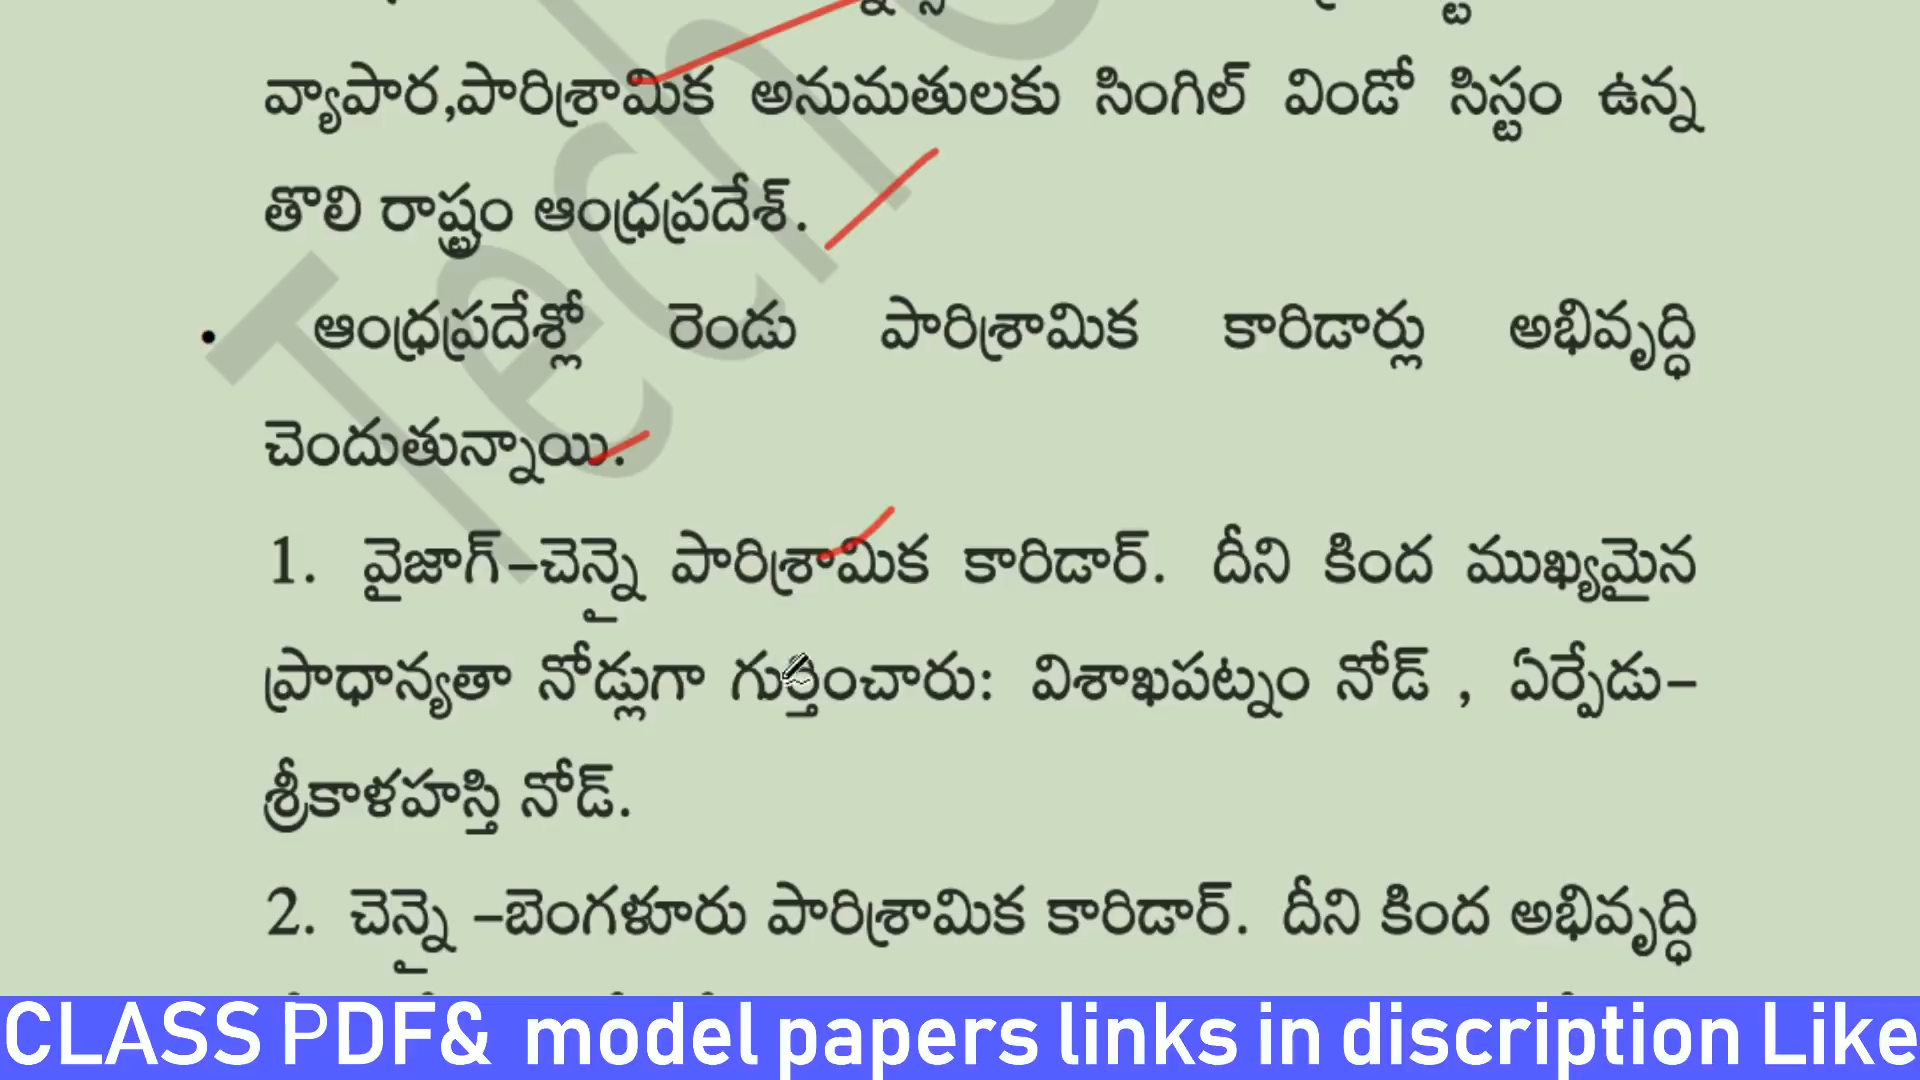 వ్యాపార,పారిశ్రామిక అనుమతులకు సింగిల్ విండో సిస్టం ఉన్న
తొలి రాష్ట్రం ఆంధ్రప్రదేశ్.
• ఆంధ్రప్రదేశ్లో రెండు పారిశ్రామిక కారిడార్లు అభివృద్ధి
చెందుతున్నాయి.
1. వైజాగ్-చెన్నై పారిశ్రామిక కారిడార్. దీని కింద ముఖ్యమైన
ప్రాధాన్యతా నోడ్లుగా గుర్తించారు: విశాఖపట్నం నోడ్ , ఏర్పేడు-
శ్రీకాళహస్తి నోడ్.
2. చెన్నై -బెంగళూరు పారిశ్రామిక కారిడార్. దీని కింద అభివృద్ధి
CLASS PDF& model papers links in discription Like
Tech